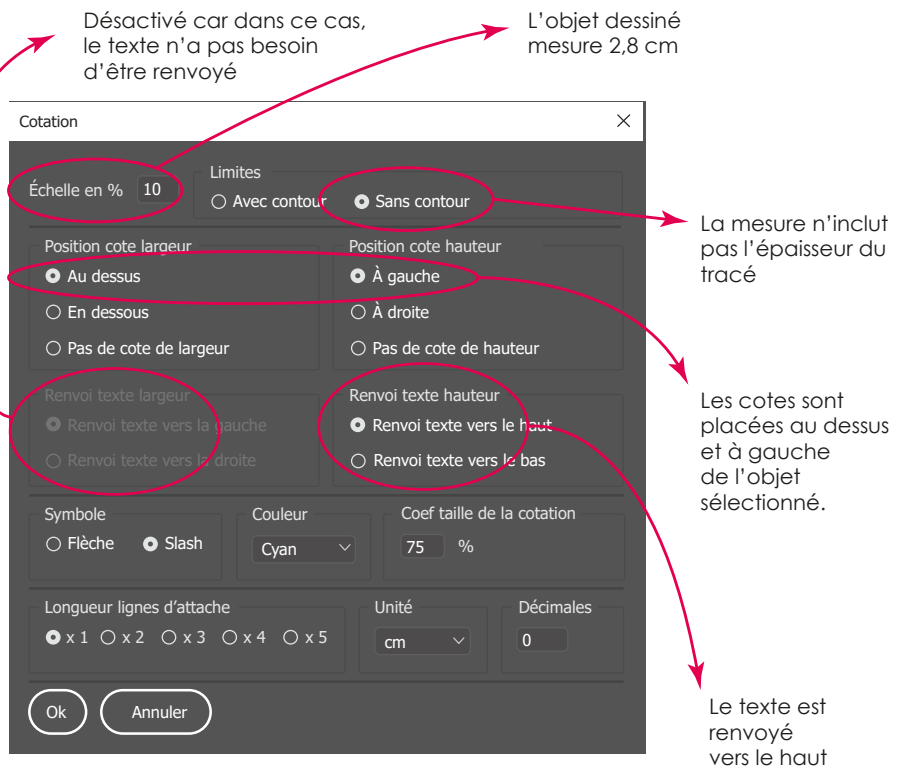 Désactivé car dans ce cas,
le texte n’a pas besoin
d’être renvoyé
L’objet dessiné
mesure 2,8 cm
Cotation
Échelle en % 10
Limites
Avec contour Sans contour
La mesure n’inclut
pas l’épaisseur du
tracé
Position cote largeur
Au dessus
En dessous
Pas de cote de largeur
Position cote hauteur
À gauche
À droite
Pas de cote de hauteur
Renvoi texte largeur
Renvoi texte vers la gauche
Renvoi texte vers la droite
Renvoi texte hauteur
Renvoi texte vers le haut
Renvoi texte vers le bas
Les cotes sont
placées au dessus
et à gauche
de l’objet
sélectionné.
Symbole
Flèche Slash
Couleur
Cyan
Coef taille de la cotation
75 %
Longueur lignes d’attache
x 1 x 2 x 3 x 4 x 5
Unité
cm
Décimales
0
Ok Annuler
Le texte est
renvoyé
vers le haut